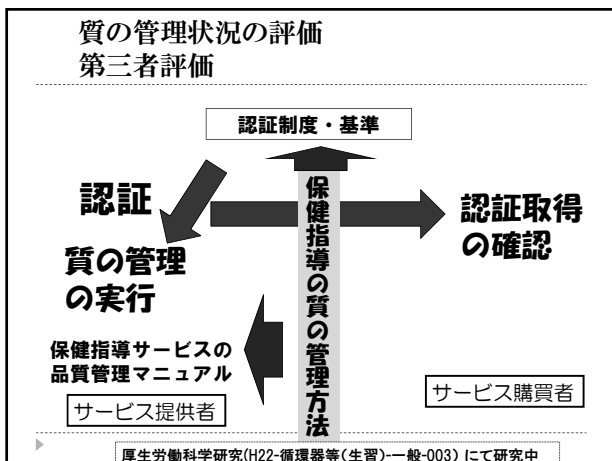 質の管理状況の評価
第三者評価
認証制度・基準
認証
保健指導の質の管理方法
認証取得
の確認
質の管理
の実行
保健指導サービスの
品質管理マニュアル
サービス提供者
サービス購買者
厚生労働科学研究(H22-循環器等(生習)-一般-003) にて研究中